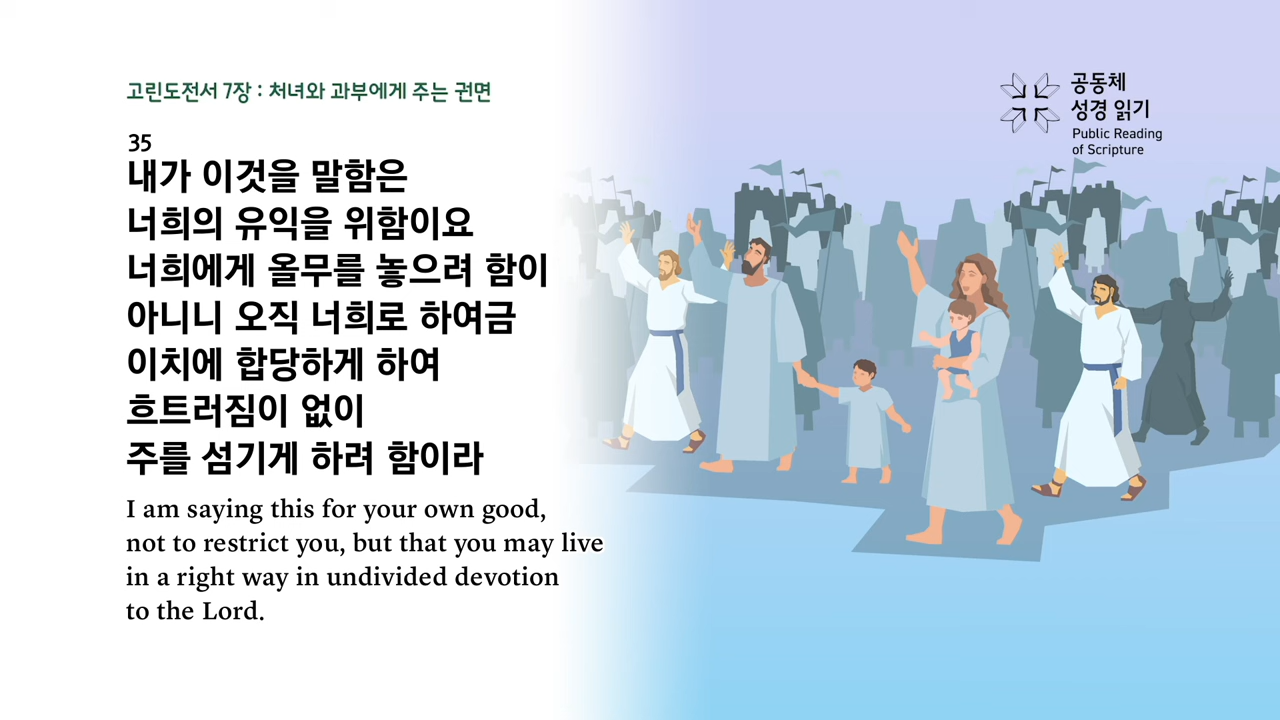 고린도전서 7장 : 처녀와 과부에게 주는 권면
35
내가 이것을 말함은
너희의 유익을 위함이요
너희에게 올무를 놓으려 함이
아니니 오직 너희로 하여금
이치에 합당하게 하여
흐트러짐이 없이
주를 섬기게 하려 함이라
I am saying this for your own good,
not to restrict you, but that you may live
in a right way in undivided devotion
to the Lord.
공동체
성경 읽기
Public Reading
of Scripture